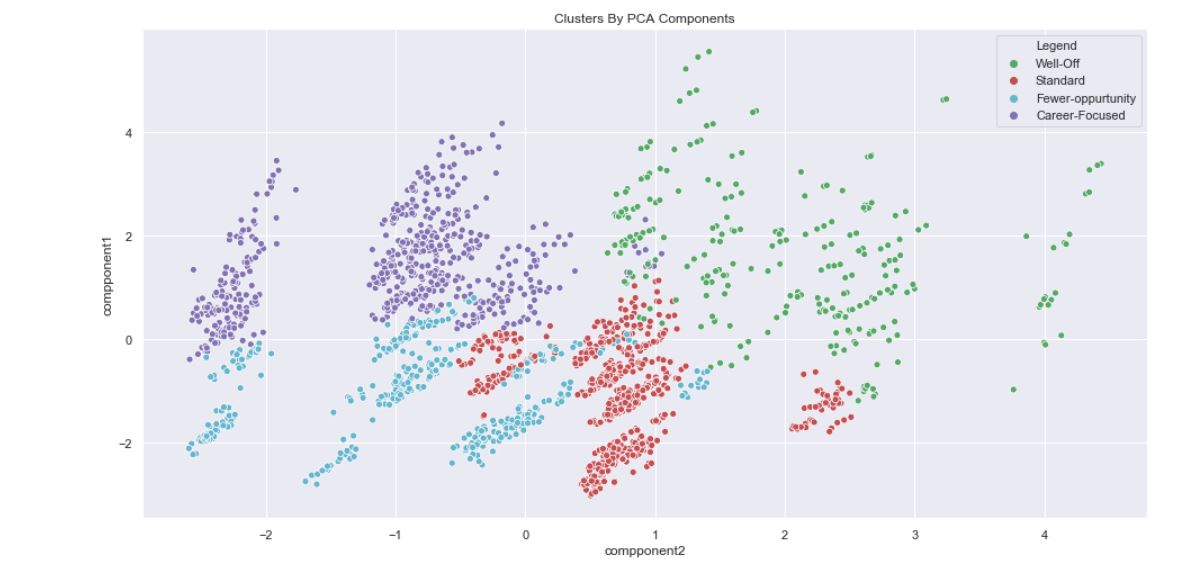 Clusters By PCA Components
Legend
Well-Off
Standard
Fewer-oppurtunity
Career-Focused
compponent1
4
2
0
−2
−2 −1 0 1 2 3 4
compponent2